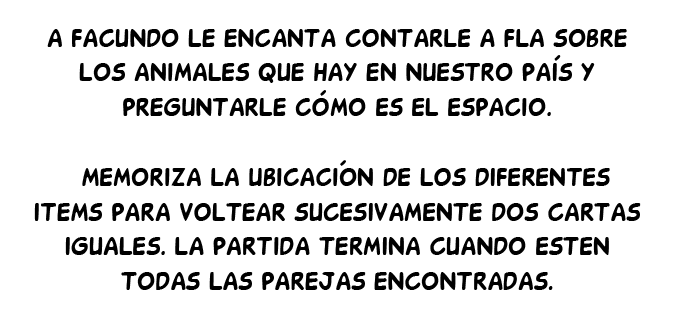 A FACUNDO LE ENCANTA CONTARLE A FLA SOBRE
LOS ANIMALES QUE HAY EN NUESTRO PAÍS Y
PREGUNTARLE CÓMO ES EL ESPACIO.
MEMORIZA LA UBICACIÓN DE LOS DIFERENTES
ITEMS PARA VOLTEAR SUCESIVAMENTE DOS CARTAS
IGUALES. LA PARTIDA TERMINA CUANDO ESTEN
TODAS LAS PAREJAS ENCONTRADAS.